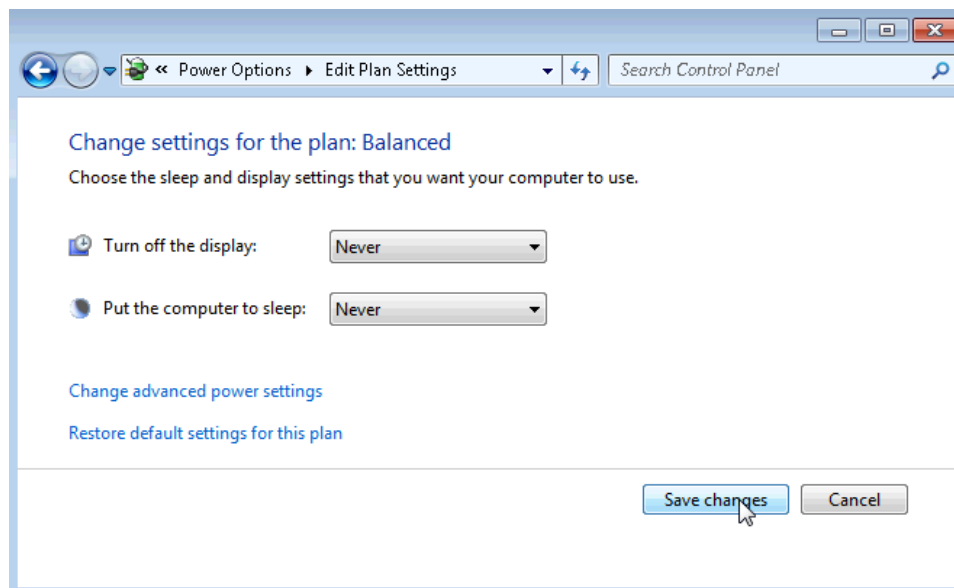 « Power Options ▸ Edit Plan Settings
Search Control Panel
Change settings for the plan: Balanced
Choose the sleep and display settings that you want your computer to use.
Turn off the display: Never
Put the computer to sleep: Never
Change advanced power settings
Restore default settings for this plan
Save changes Cancel